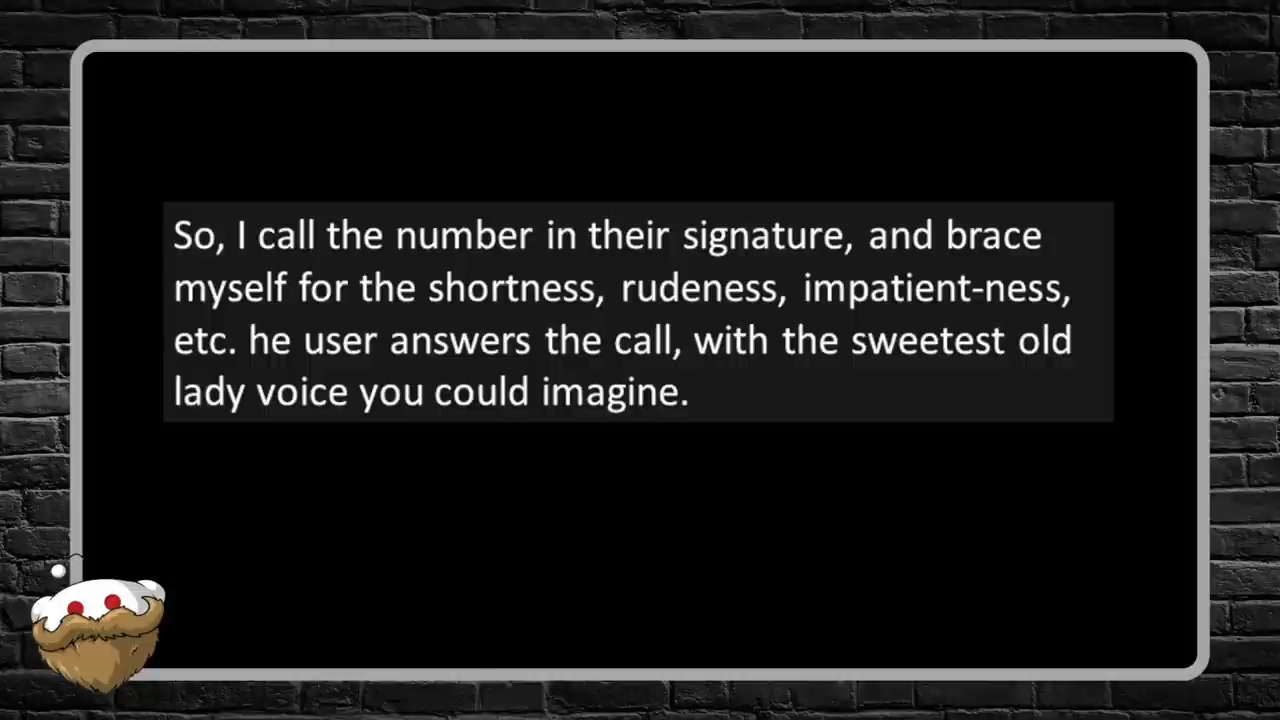 So, I call the number in their signature, and brace
myself for the shortness, rudeness, impatient-ness,
etc. he user answers the call, with the sweetest old
lady voice you could imagine.